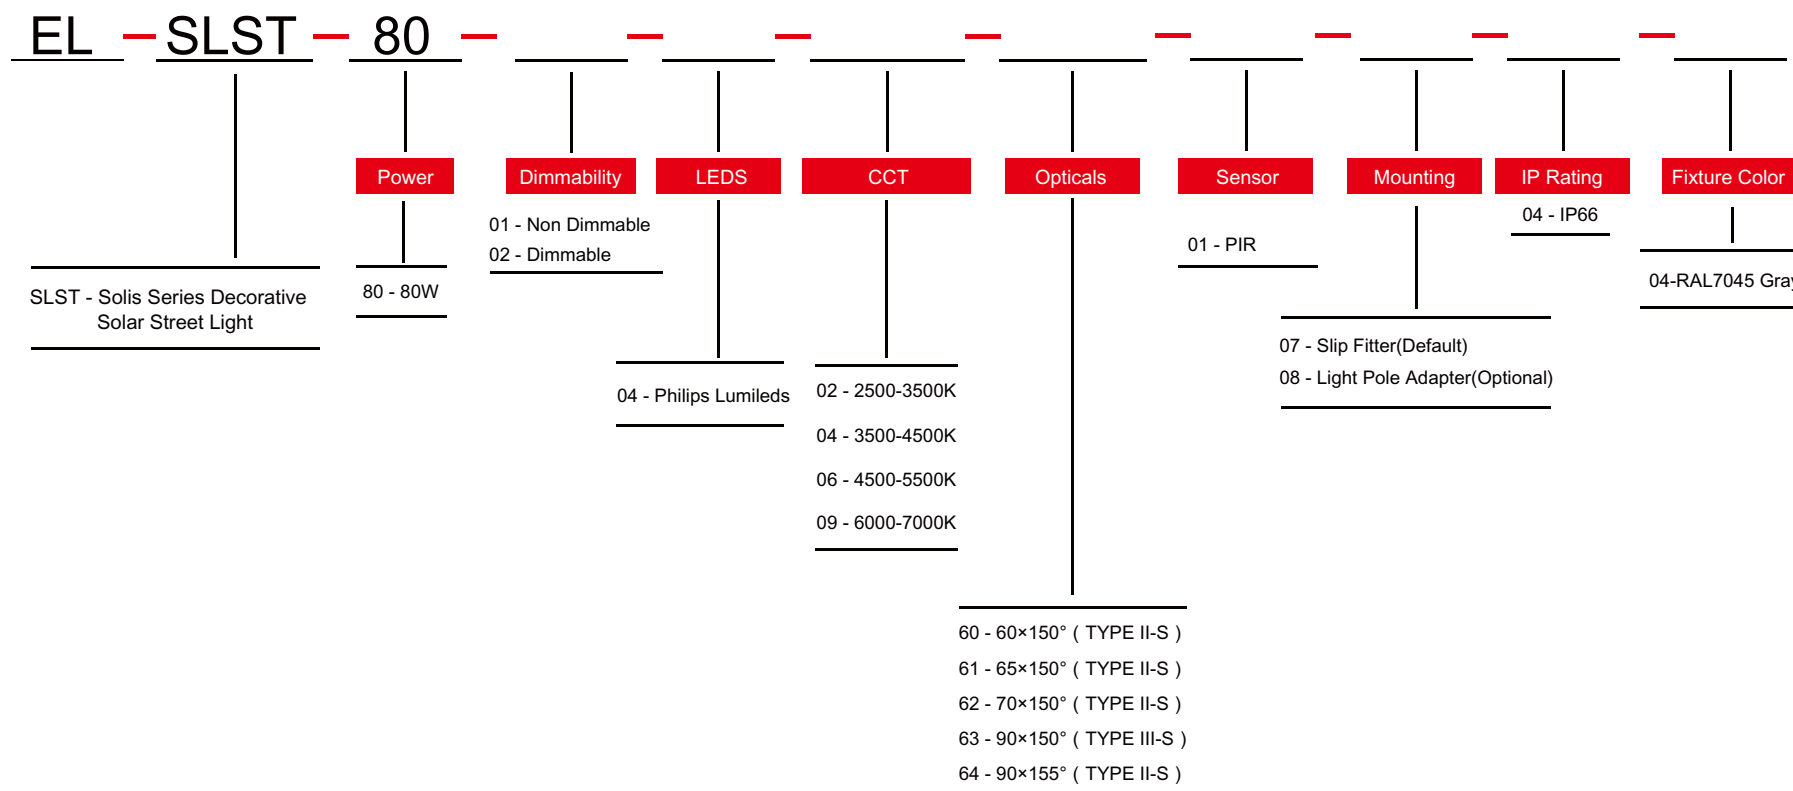 EL - SLST - 80 - - - - - - - -
Power Dimmability LEDS CCT Opticals Sensor Mounting IP Rating Fixture Color
01 - Non Dimmable
02 - Dimmable
04 - IP66
01 - PIR
SLST - Solis Series Decorative
Solar Street Light
80 - 80W
04-RAL7045 Gray
07 - Slip Fitter(Default)
08 - Light Pole Adapter(Optional)
04 - Philips Lumileds
02 - 2500-3500K
04 - 3500-4500K
06 - 4500-5500K
09 - 6000-7000K
60 - 60×150° ( TYPE II-S )
61 - 65×150° ( TYPE II-S )
62 - 70×150° ( TYPE II-S )
63 - 90×150° ( TYPE III-S )
64 - 90×155° ( TYPE II-S )